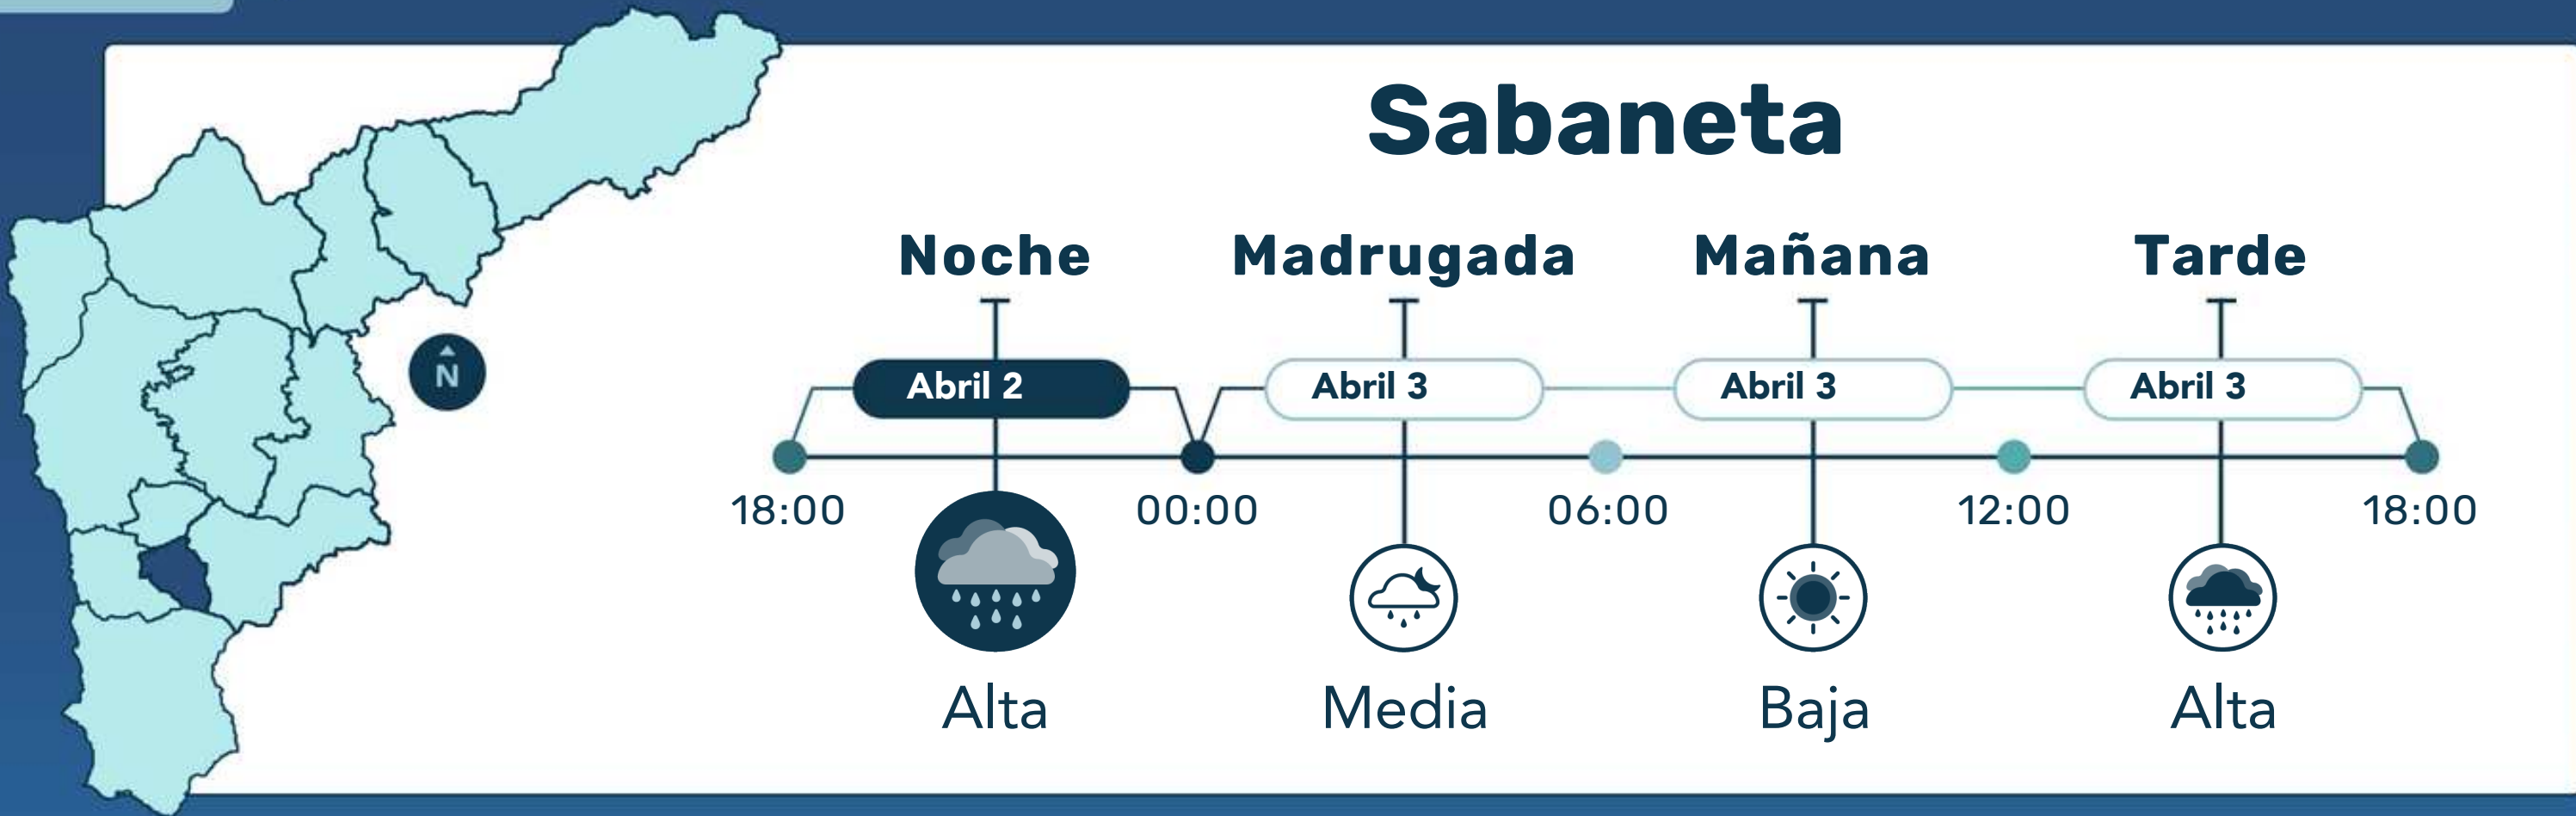 Sabaneta
Noche Madrugada Mañana Tarde
Abril 2 Abril 3 Abril 3 Abril 3
N
18:00 00:00 06:00 12:00 18:00
Alta Media Baja Alta